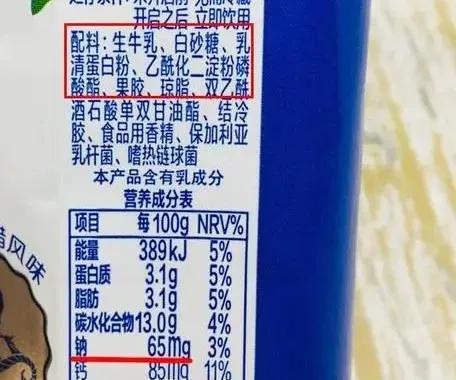 开启之后 立即饮用
配料：生牛乳、白砂糖、乳
清蛋白粉、乙酰化二淀粉磷
酸酯、果胶、琼脂、双乙酰
酒石酸单双甘油酯、结冷
胶、食品用香精、保加利亚
乳杆菌、嗜热链球菌
本产品含有乳成分
营养成分表
项目 每100g NRV%
能量 389kJ 5%
蛋白质 3.1g 5%
脂肪 3.1g 5%
碳水化合物 13.0g 4%
钠 65mg 3%
钙 85mg 11%
风味